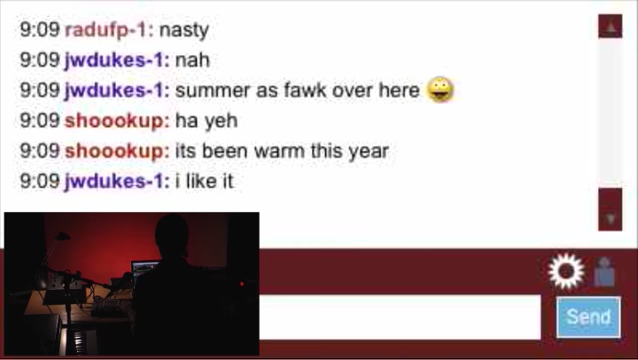 9:09 radufp-1: nasty
9:09 jwdukes-1: nah
9:09 jwdukes-1: summer as fawk over here
9:09 shoookup: ha yeh
9:09 shoookup: its been warm this year
9:09 jwdukes-1: i like it
Send